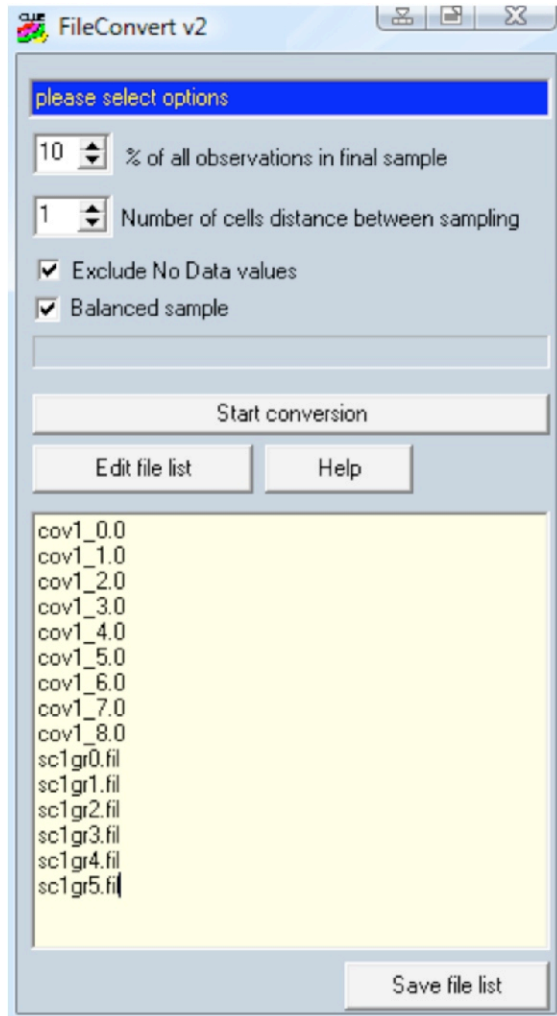 CLUE
FileConvert v2
please select options
10 % of all observations in final sample
1 Number of cells distance between sampling
Exclude No Data values
Balanced sample
Start conversion
Edit file list Help
cov1_0.0
cov1_1.0
cov1_2.0
cov1_3.0
cov1_4.0
cov1_5.0
cov1_6.0
cov1_7.0
cov1_8.0
sc1gr0.fil
sc1gr1.fil
sc1gr2.fil
sc1gr3.fil
sc1gr4.fil
sc1gr5.fil
Save file list